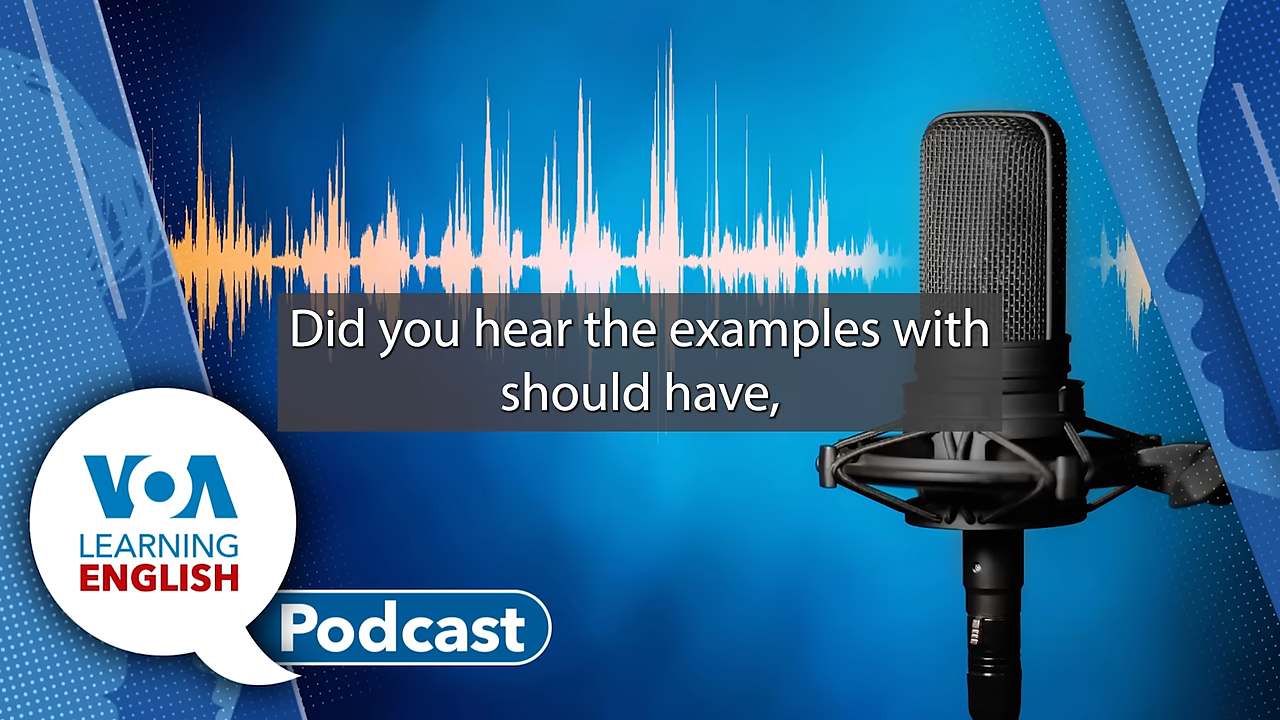 Did you hear the examples with
should have,
VOA
LEARNING
ENGLISH
Podcast